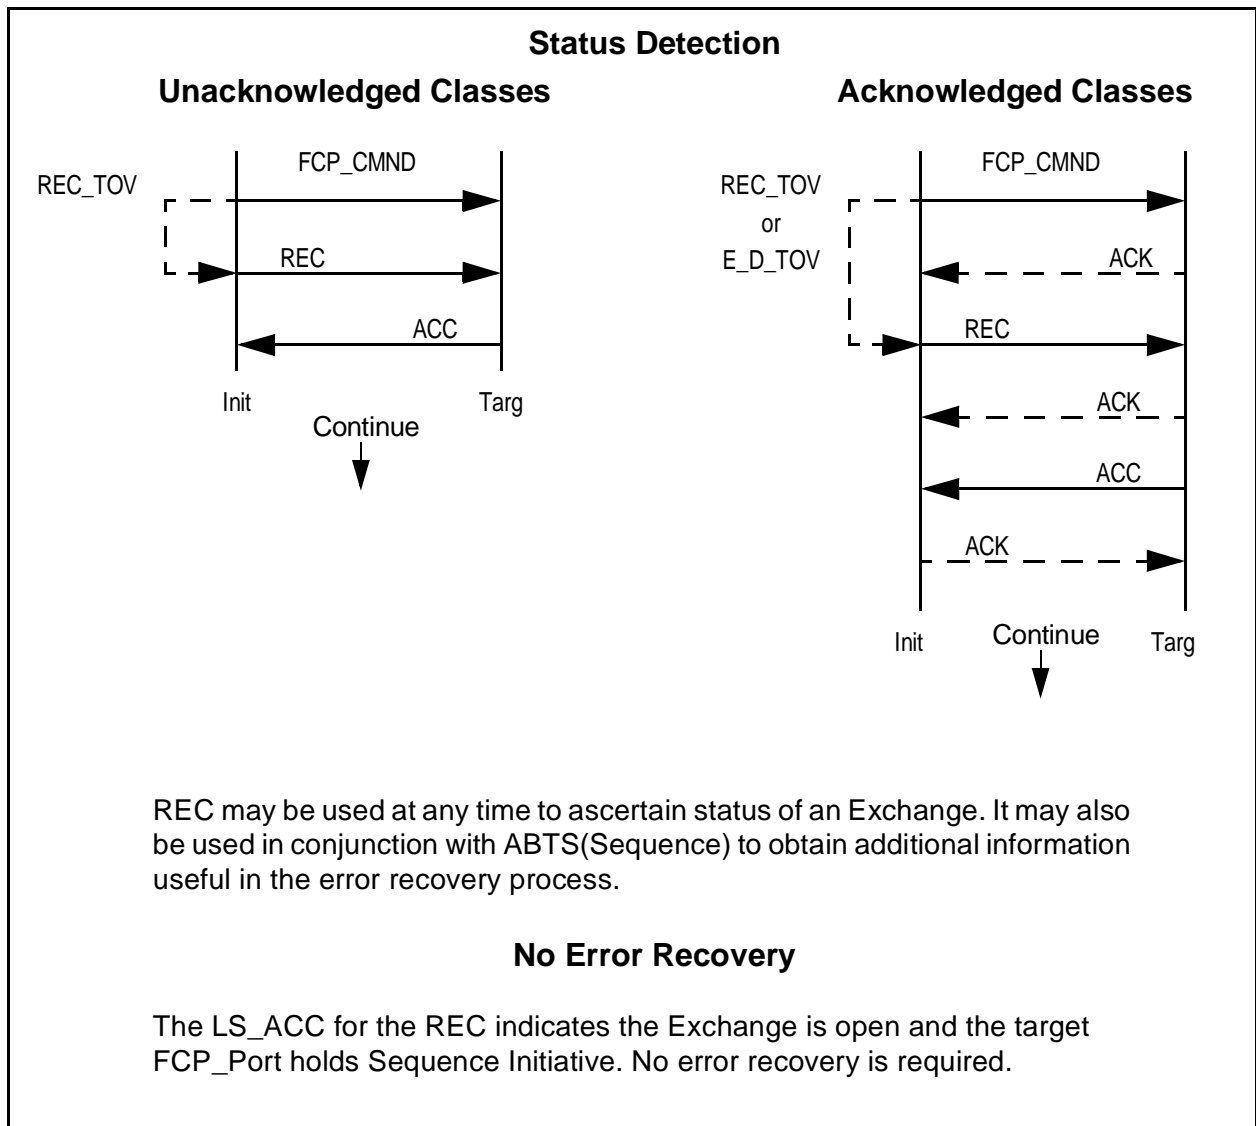 Status Detection
Unacknowledged Classes
Acknowledged Classes
FCP_CMND
REC_TOV
REC
ACC
Init
Targ
Continue
FCP_CMND
REC_TOV
or
E_D_TOV
ACK
REC
ACK
ACC
ACK
Init
Continue
Targ
REC may be used at any time to ascertain status of an Exchange. It may also
be used in conjunction with ABTS(Sequence) to obtain additional information
useful in the error recovery process.
No Error Recovery
The LS_ACC for the REC indicates the Exchange is open and the target
FCP_Port holds Sequence Initiative. No error recovery is required.